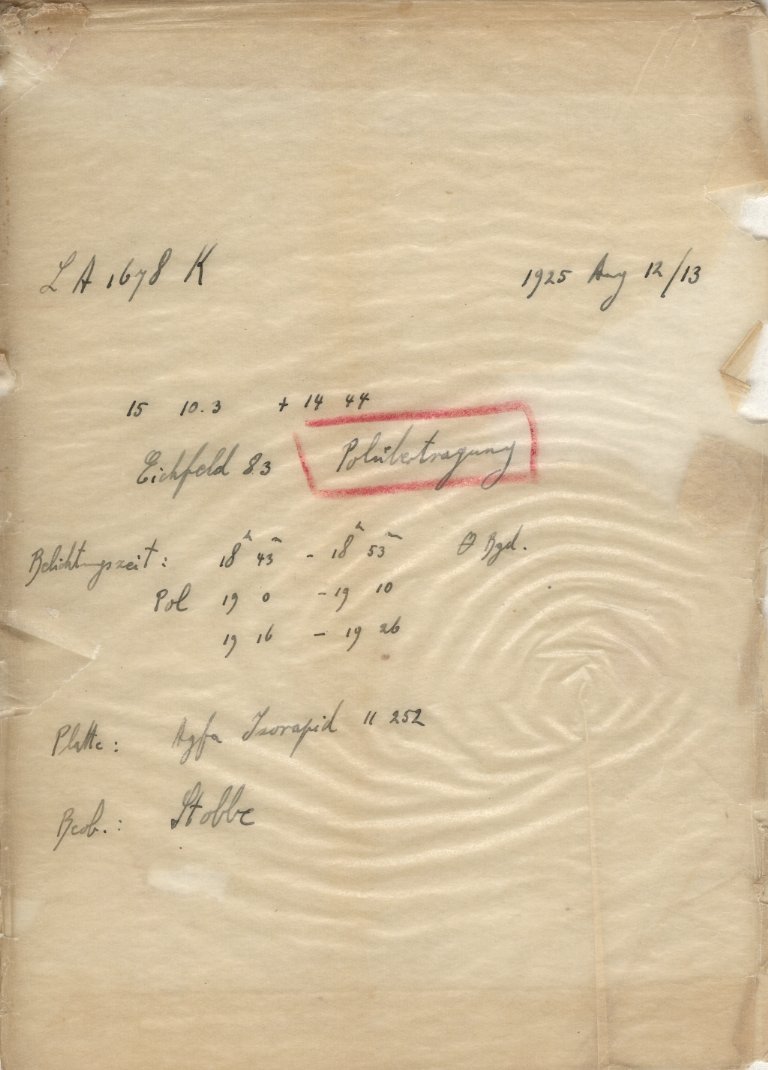 LA 1678 K 1925 Aug 12/13
15 10.3 + 14 44
Eichfeld 83 Polübertragung
Belichtungszeit: 18ʰ 43ᵐ - 18ʰ 53ᵐ θ Bgd.
Pol 19 0 - 19 10
19 16 - 19 26
Platte: Agfa Isorapid 11 252
Beob.: Stobbe